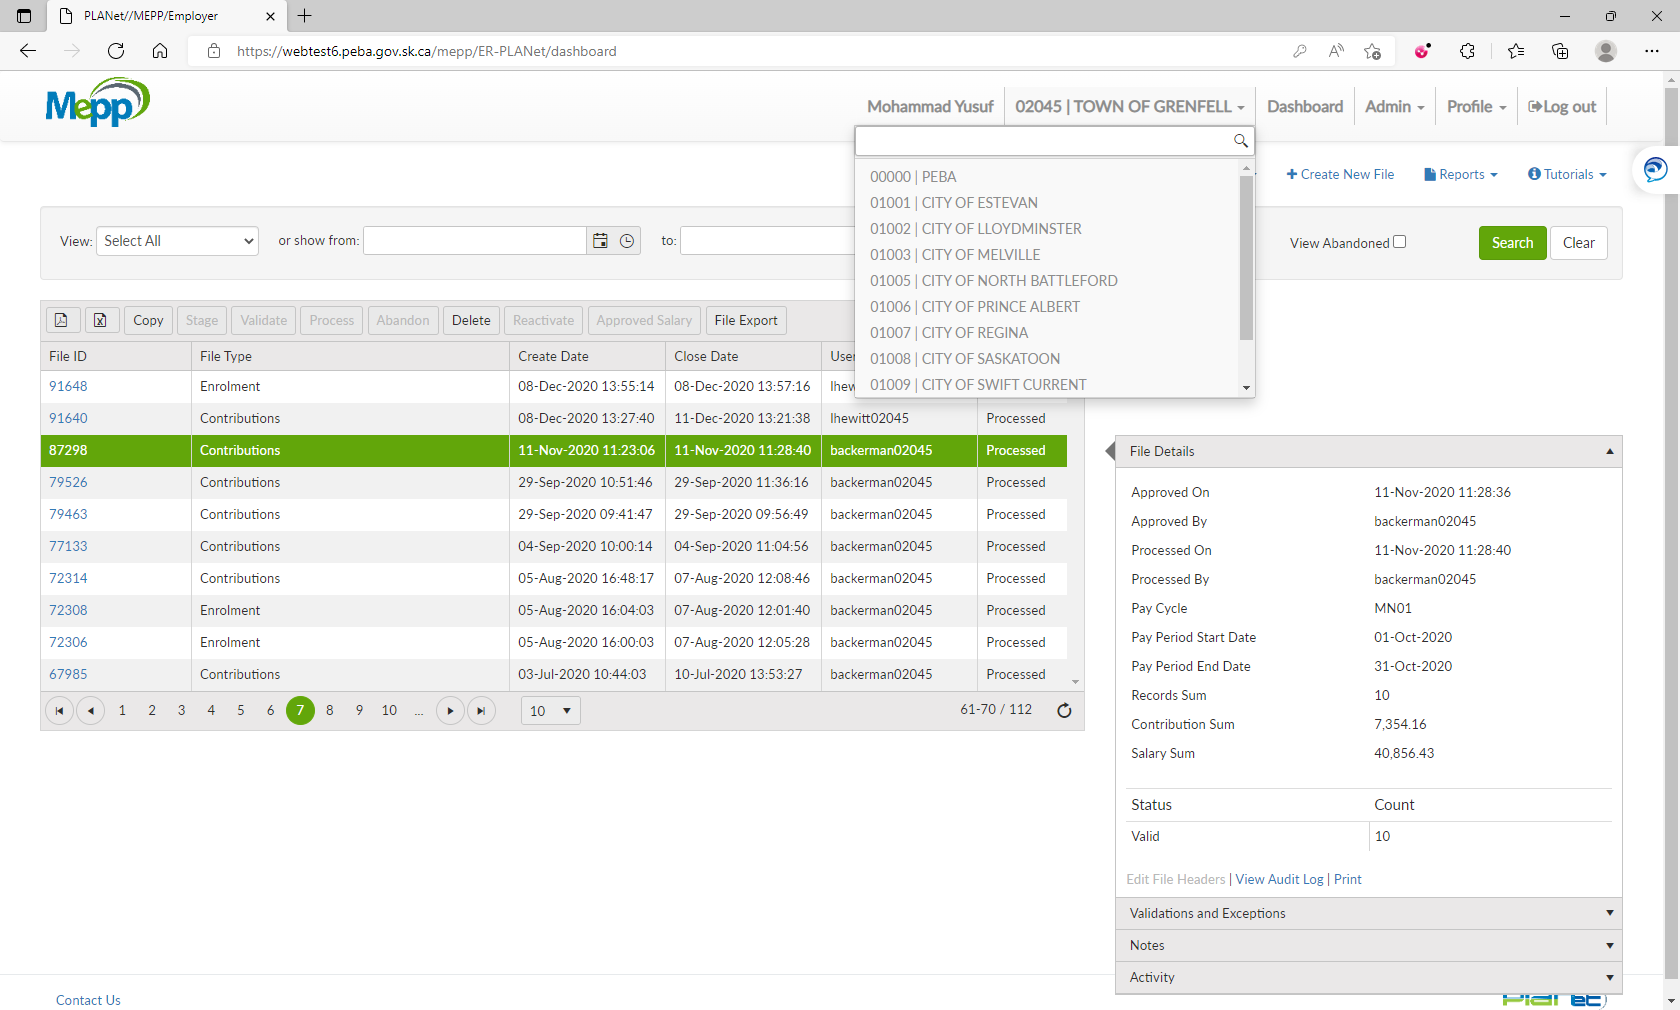 PLANet//MEPP/Employer
https://webtest6.peba.gov.sk.ca/mepp/ER-PLANet/dashboard
Mepp
Mohammad Yusuf
02045 | TOWN OF GRENFELL
Dashboard
Admin
Profile
Log out
00000 | PEBA
01001 | CITY OF ESTEVAN
01002 | CITY OF LLOYDMINSTER
01003 | CITY OF MELVILLE
01005 | CITY OF NORTH BATTLEFORD
01006 | CITY OF PRINCE ALBERT
01007 | CITY OF REGINA
01008 | CITY OF SASKATOON
01009 | CITY OF SWIFT CURRENT
Create New File
Reports
Tutorials
View: Select All or show from: to: View Abandoned Search Clear
Copy Stage Validate Process Abandon Delete Reactivate Approved Salary File Export
File ID File Type Create Date Close Date
91648 Enrolment 08-Dec-2020 13:55:14 08-Dec-2020 13:57:16
91640 Contributions 08-Dec-2020 13:27:40 11-Dec-2020 13:21:38 lhewitt02045 Processed
87298 Contributions 11-Nov-2020 11:23:06 11-Nov-2020 11:28:40 backerman02045 Processed
79526 Contributions 29-Sep-2020 10:51:46 29-Sep-2020 11:36:16 backerman02045 Processed
79463 Contributions 29-Sep-2020 09:41:47 29-Sep-2020 09:56:49 backerman02045 Processed
77133 Contributions 04-Sep-2020 10:00:14 04-Sep-2020 11:04:56 backerman02045 Processed
72314 Contributions 05-Aug-2020 16:48:17 07-Aug-2020 12:08:46 backerman02045 Processed
72308 Enrolment 05-Aug-2020 16:04:03 07-Aug-2020 12:01:40 backerman02045 Processed
72306 Enrolment 05-Aug-2020 16:00:03 07-Aug-2020 12:05:28 backerman02045 Processed
67985 Contributions 03-Jul-2020 10:44:03 10-Jul-2020 13:53:27 backerman02045 Processed
1 2 3 4 5 6 7 8 9 10 ... 10 61-70 / 112
File Details
Approved On 11-Nov-2020 11:28:36
Approved By backerman02045
Processed On 11-Nov-2020 11:28:40
Processed By backerman02045
Pay Cycle MN01
Pay Period Start Date 01-Oct-2020
Pay Period End Date 31-Oct-2020
Records Sum 10
Contribution Sum 7,354.16
Salary Sum 40,856.43
Status Count
Valid 10
Edit File Headers | View Audit Log | Print
Validations and Exceptions
Notes
Activity
Contact Us